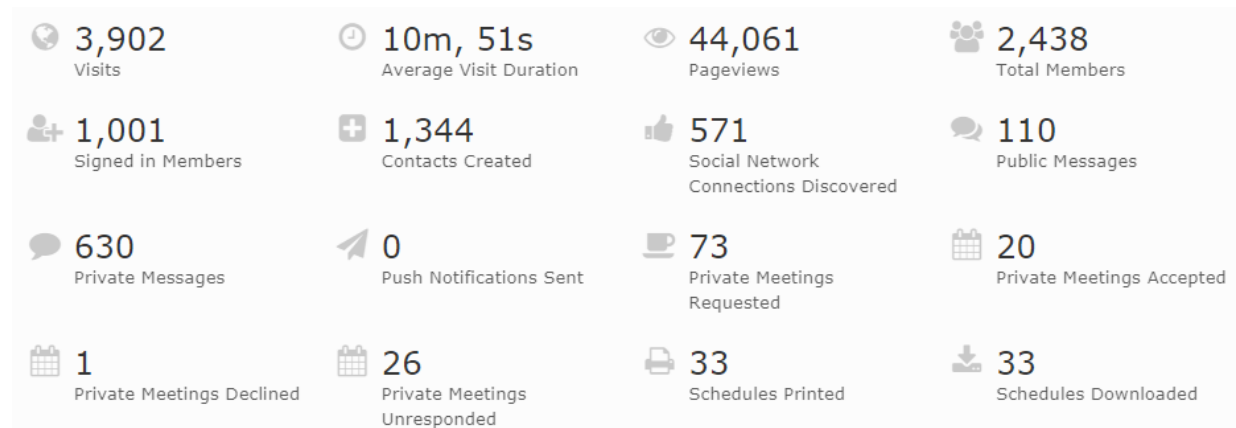 3,902
Visits
10m, 51s
Average Visit Duration
44,061
Pageviews
2,438
Total Members
1,001
Signed in Members
1,344
Contacts Created
571
Social Network
Connections Discovered
110
Public Messages
630
Private Messages
0
Push Notifications Sent
73
Private Meetings
Requested
20
Private Meetings Accepted
1
Private Meetings Declined
26
Private Meetings
Unresponded
33
Schedules Printed
33
Schedules Downloaded